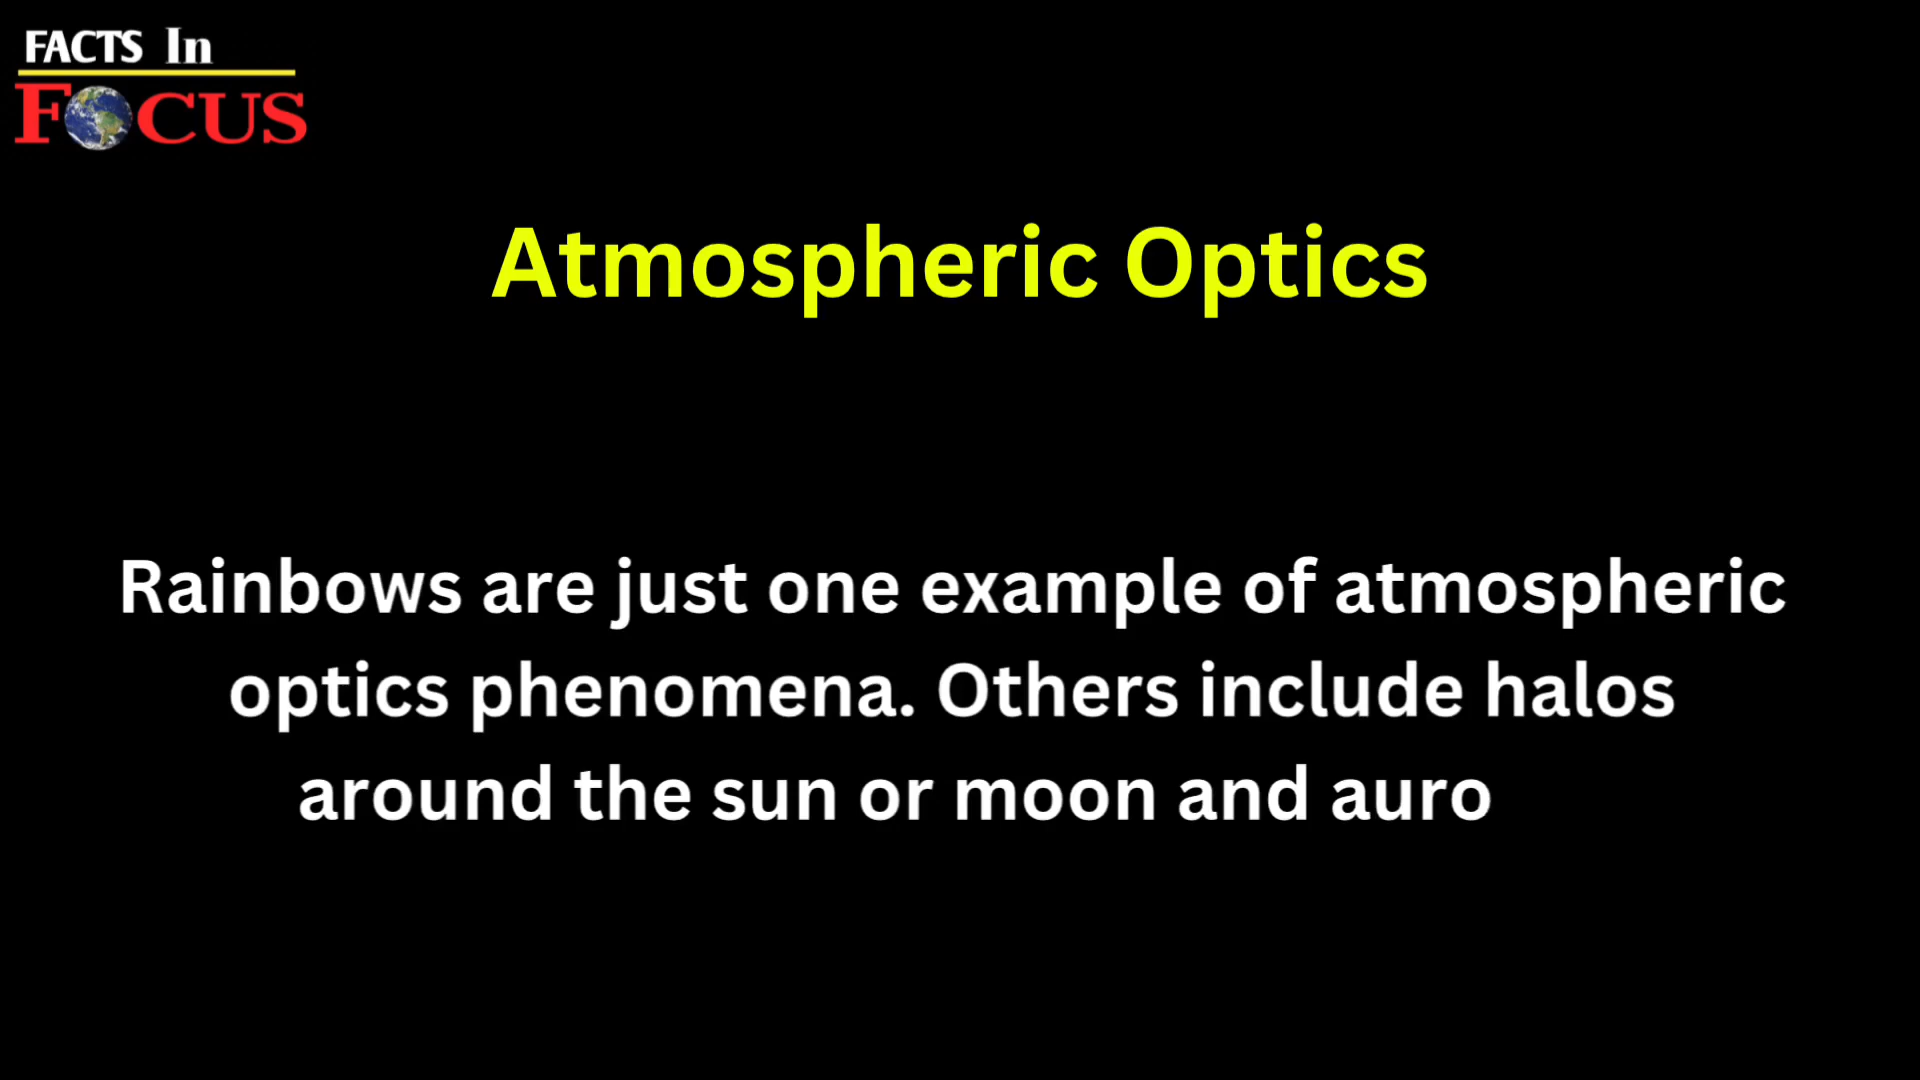 FACTS In
FOCUS
Atmospheric Optics
Rainbows are just one example of atmospheric
optics phenomena. Others include halos
around the sun or moon and auro